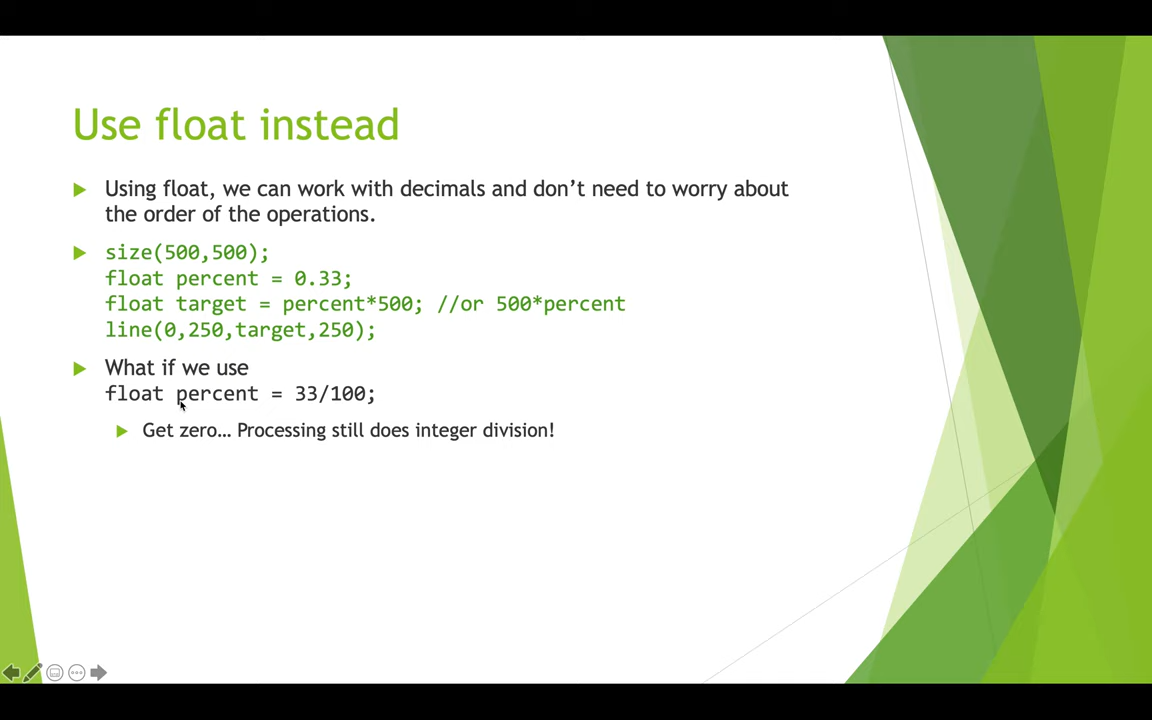 Use float instead
Using float, we can work with decimals and don’t need to worry about
the order of the operations.
size(500,500);
float percent = 0.33;
float target = percent*500; //or 500*percent
line(0,250,target,250);
What if we use
float percent = 33/100;
Get zero… Processing still does integer division!